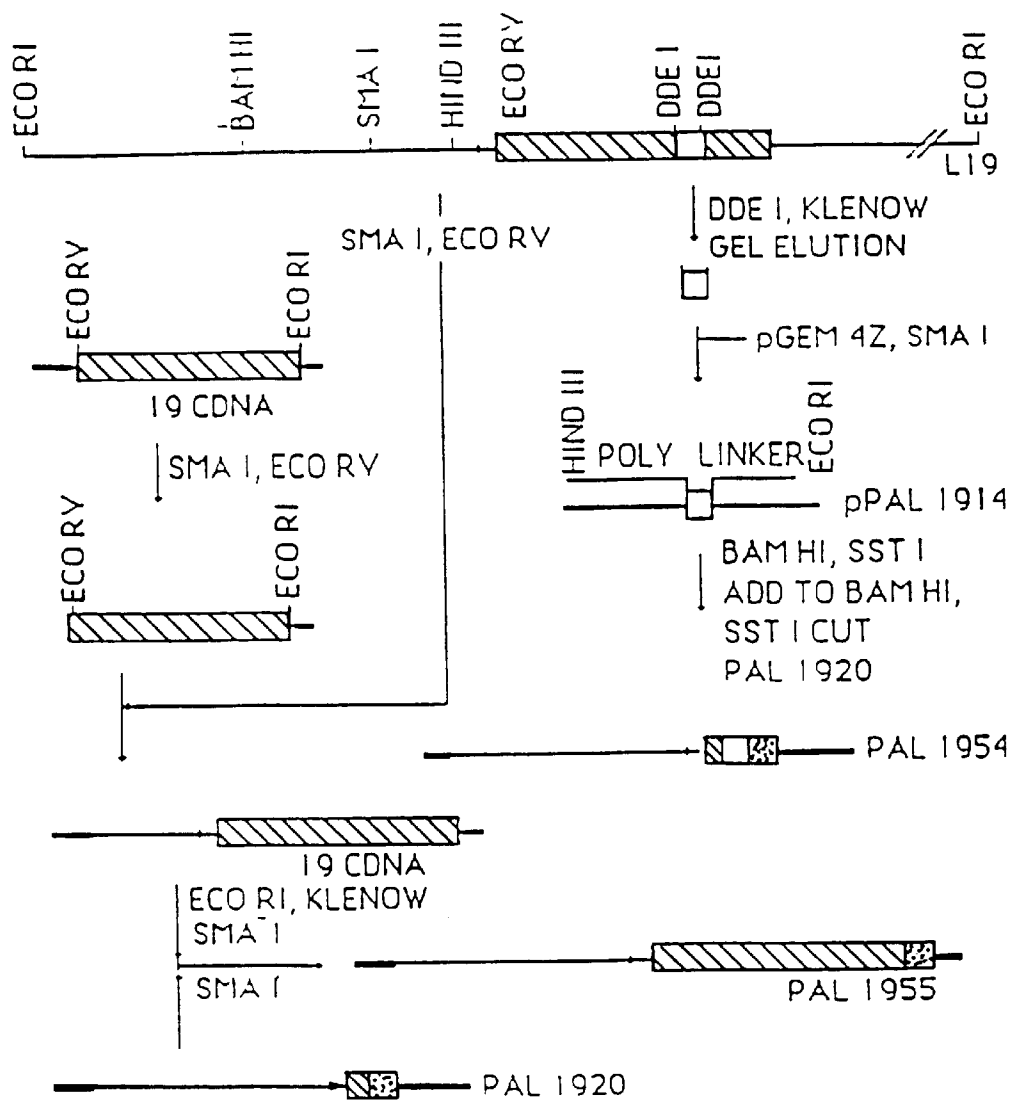 ECO RI
BAM HI
SMA I
HIND III
ECO RV
DDE I
DDE I
ECO RI
L19
SMA I, ECO RV
DDE I, KLENOW
GEL ELUTION
ECO RV
ECO RI
19 CDNA
pGEM 4Z, SMA I
SMA I, ECO RV
HIND III
POLY LINKER
ECO RI
pPAL 1914
ECO RV
ECO RI
BAM HI, SST I
ADD TO BAM HI,
SST I CUT
PAL 1920
PAL 1954
19 CDNA
ECO RI, KLENOW
SMA I
SMA I
PAL 1955
PAL 1920